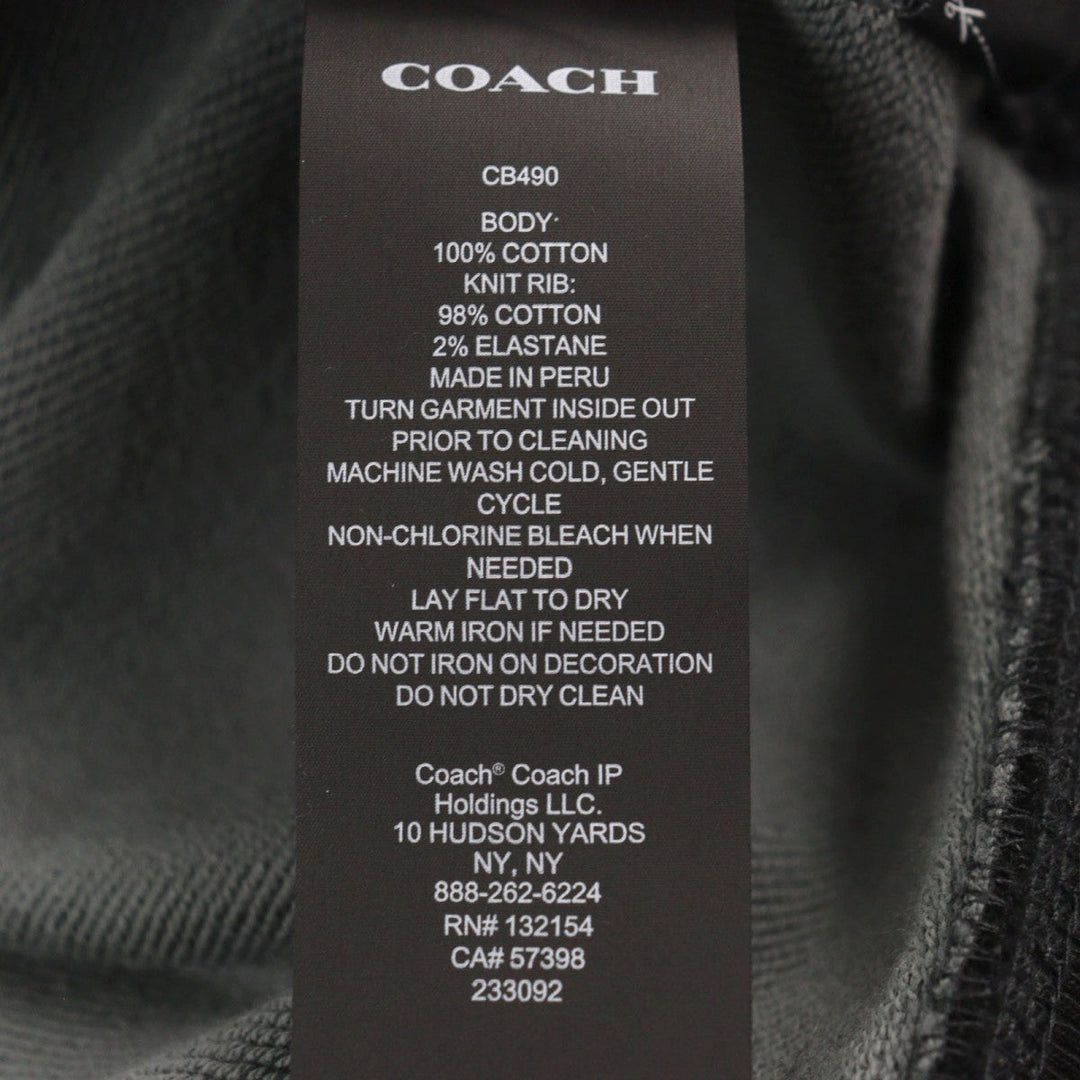 COACH
CB490
BODY:
100% COTTON
KNIT RIB:
98% COTTON
2% ELASTANE
MADE IN PERU
TURN GARMENT INSIDE OUT
PRIOR TO CLEANING
MACHINE WASH COLD, GENTLE
CYCLE
NON-CHLORINE BLEACH WHEN
NEEDED
LAY FLAT TO DRY
WARM IRON IF NEEDED
DO NOT IRON ON DECORATION
DO NOT DRY CLEAN
Coach® Coach IP
Holdings LLC.
10 HUDSON YARDS
NY, NY
888-262-6224
RN# 132154
CA# 57398
233092